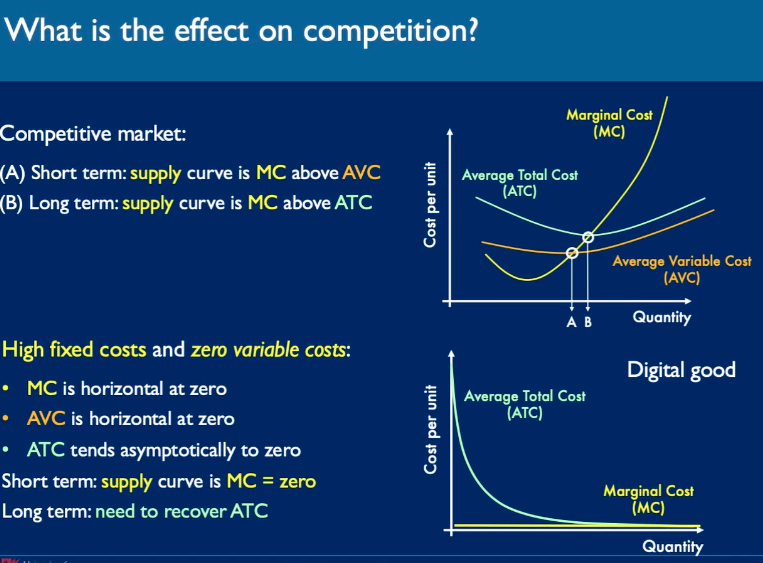 What is the effect on competition?
Competitive market:
(A) Short term: supply curve is MC above AVC
(B) Long term: supply curve is MC above ATC
Marginal Cost
(MC)
Average Total Cost
(ATC)
Cost per unit
Average Variable Cost
(AVC)
A B
Quantity
High fixed costs and zero variable costs:
• MC is horizontal at zero
• AVC is horizontal at zero
• ATC tends asymptotically to zero
Short term: supply curve is MC = zero
Long term: need to recover ATC
Digital good
Average Total Cost
(ATC)
Cost per unit
Marginal Cost
(MC)
Quantity